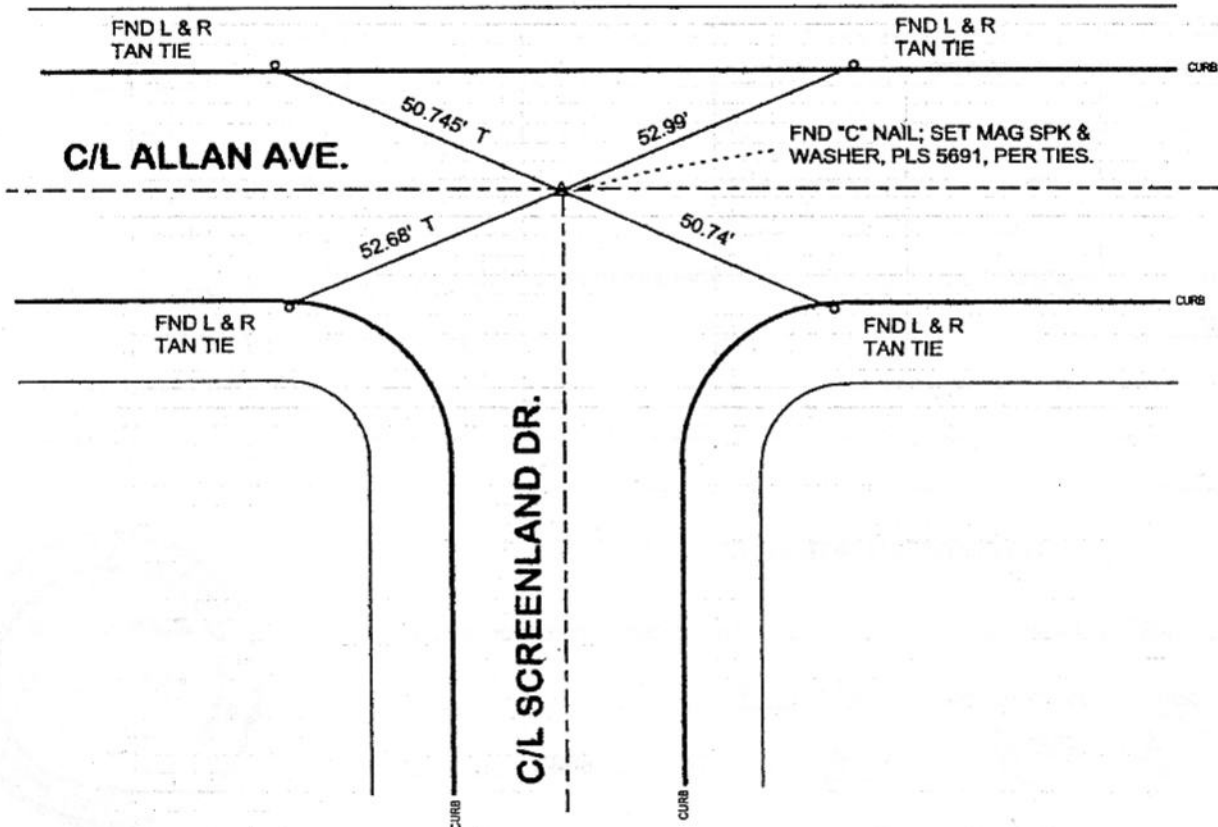 FND L & R
TAN TIE
FND L & R
TAN TIE
CURB
50.745' T
52.99'
FND "C" NAIL; SET MAG SPK &
WASHER, PLS 5691, PER TIES.
C/L ALLAN AVE.
52.68' T
50.74'
CURB
FND L & R
TAN TIE
FND L & R
TAN TIE
C/L SCREENLAND DR.
CURB
CURB